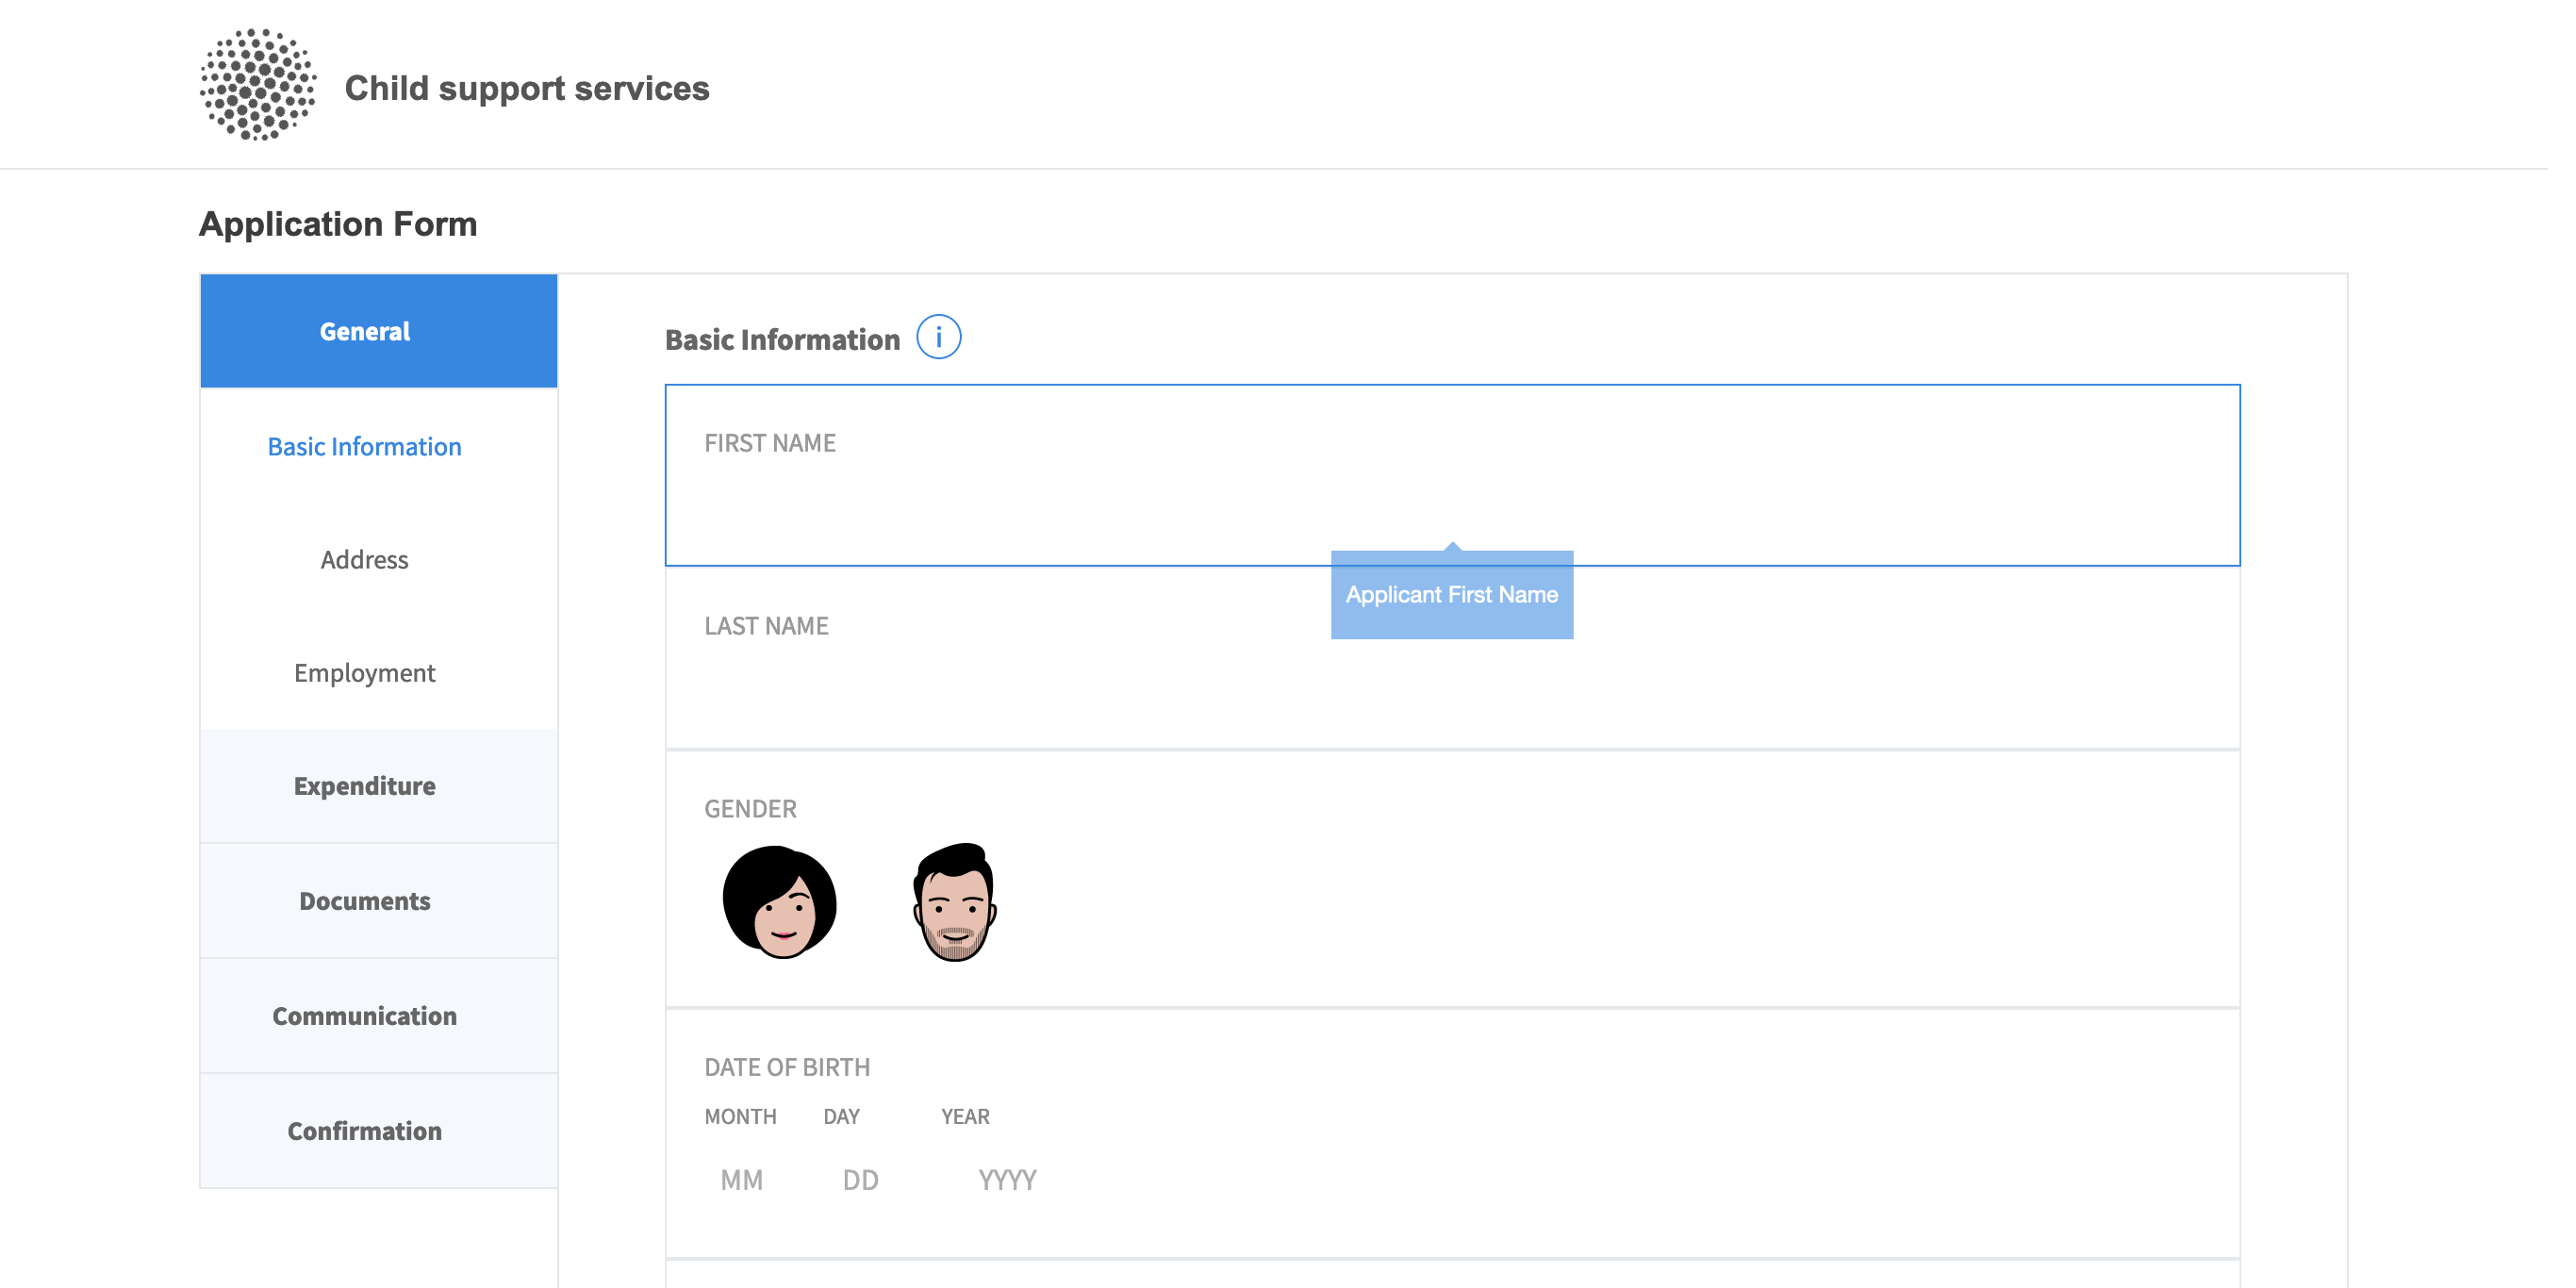 Child support services
Application Form
General
Basic Information
Address
Employment
Expenditure
Documents
Communication
Confirmation
Basic Information i
FIRST NAME
Applicant First Name
LAST NAME
GENDER
DATE OF BIRTH
MONTH DAY YEAR
MM DD YYYY